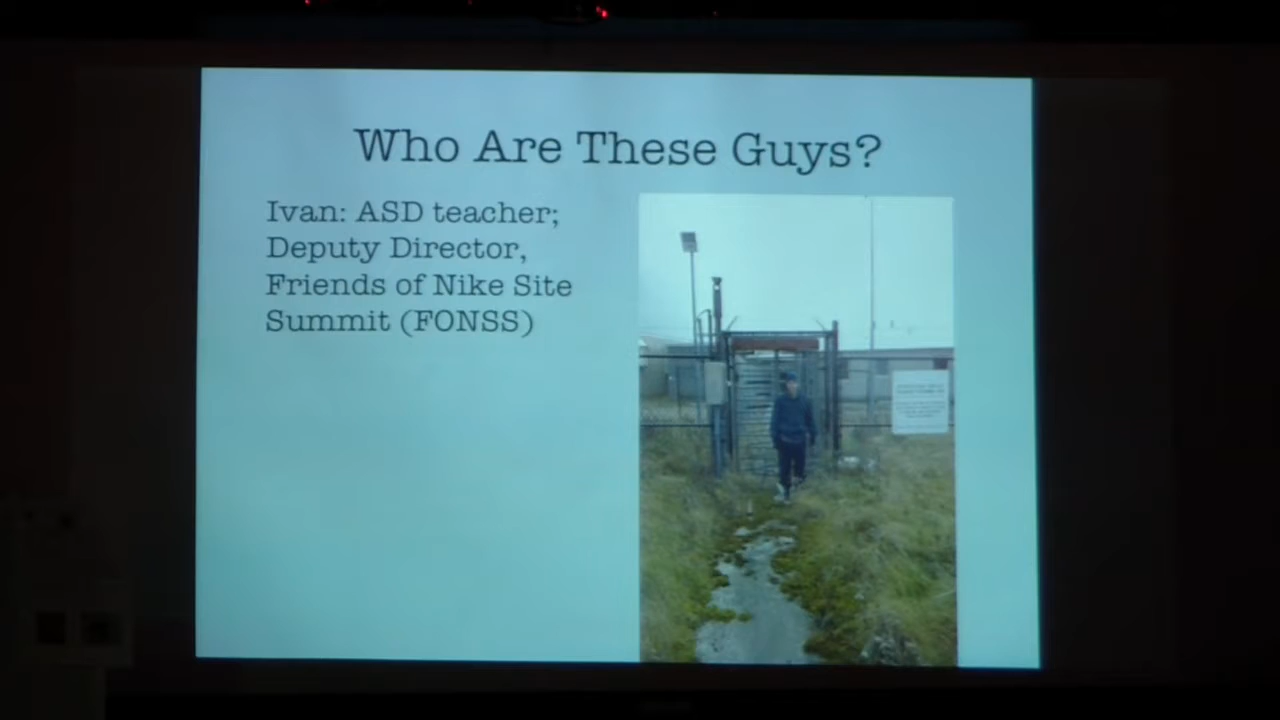 Who Are These Guys?
Ivan: ASD teacher;
Deputy Director,
Friends of Nike Site
Summit (FONSS)